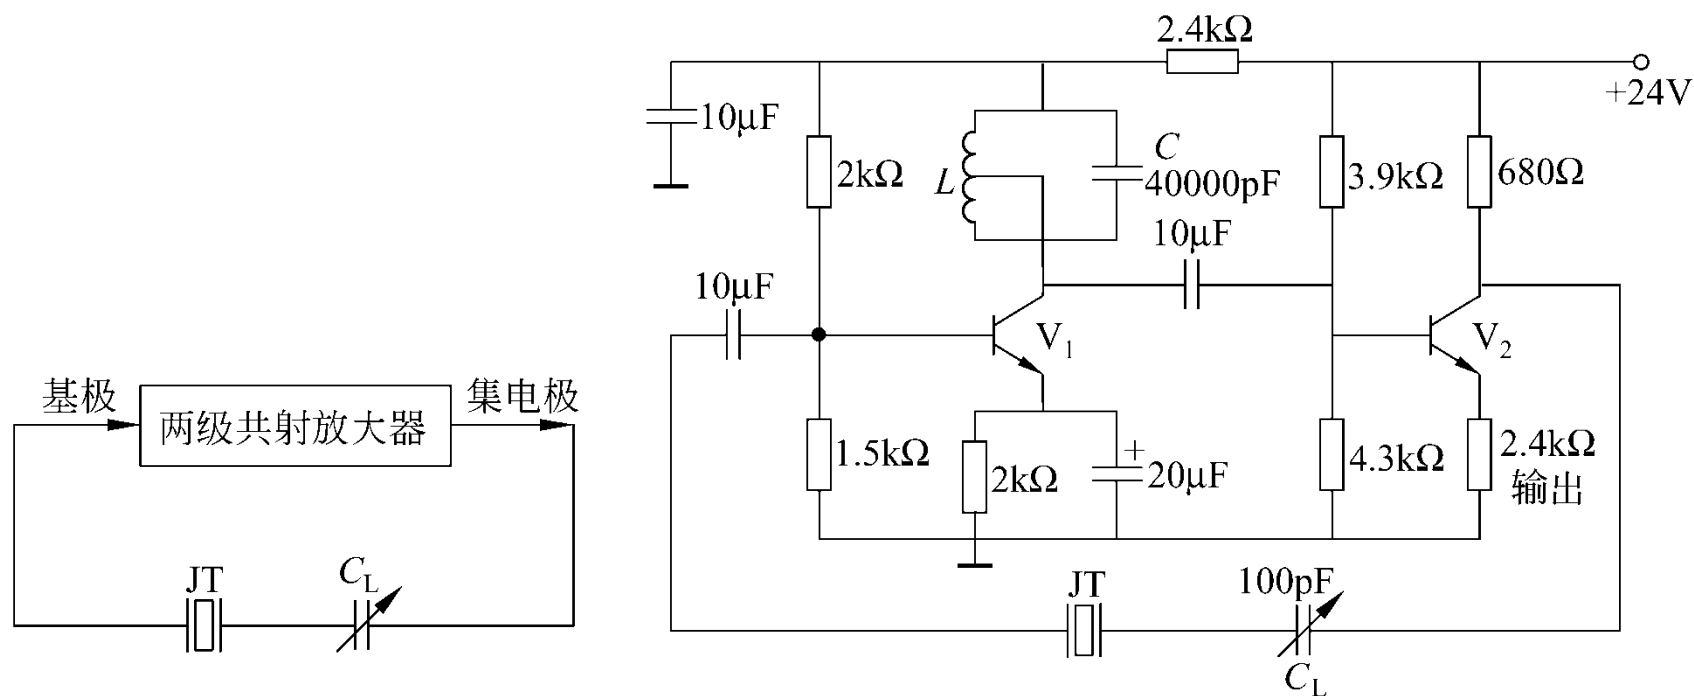 基极
两级共射放大器
集电极
JT
C_L
2.4kΩ
+24V
10μF
2kΩ
L
C
40000pF
3.9kΩ
680Ω
10μF
10μF
V₁
V₂
1.5kΩ
2kΩ
+
20μF
4.3kΩ
2.4kΩ
输出
JT
100pF
C_L